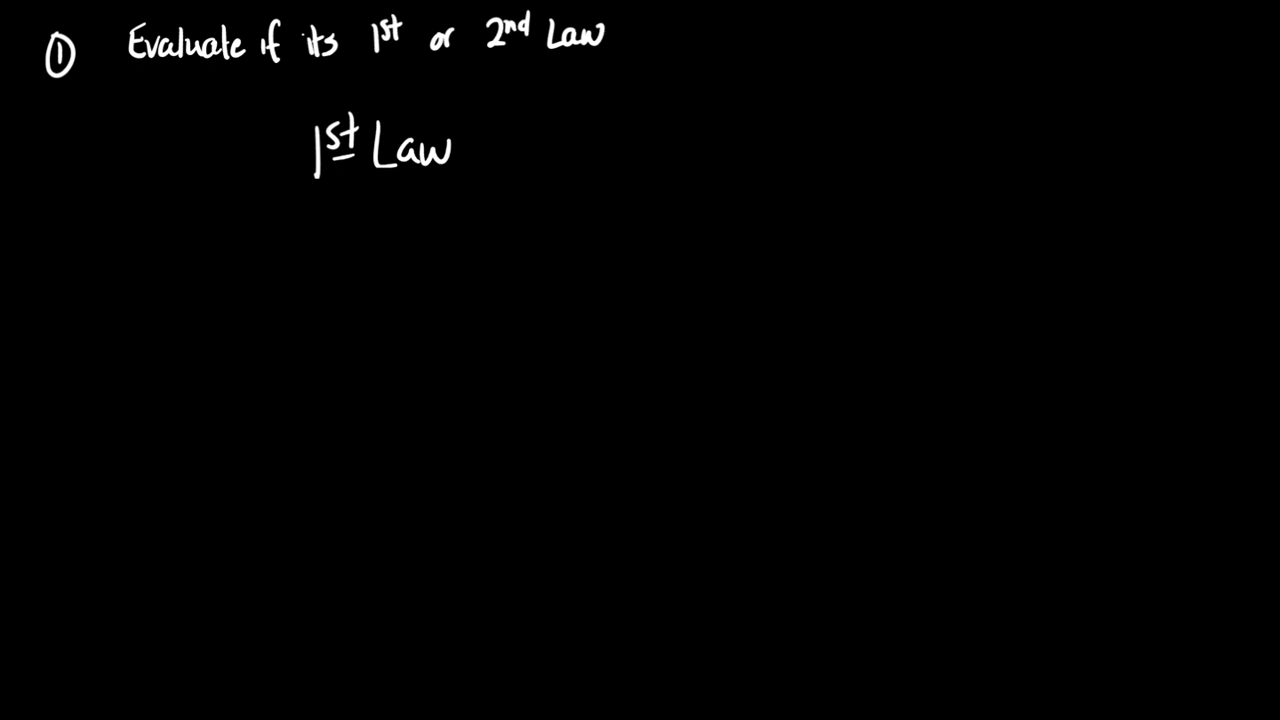 ① Evaluate if its 1st or 2nd Law
1st Law